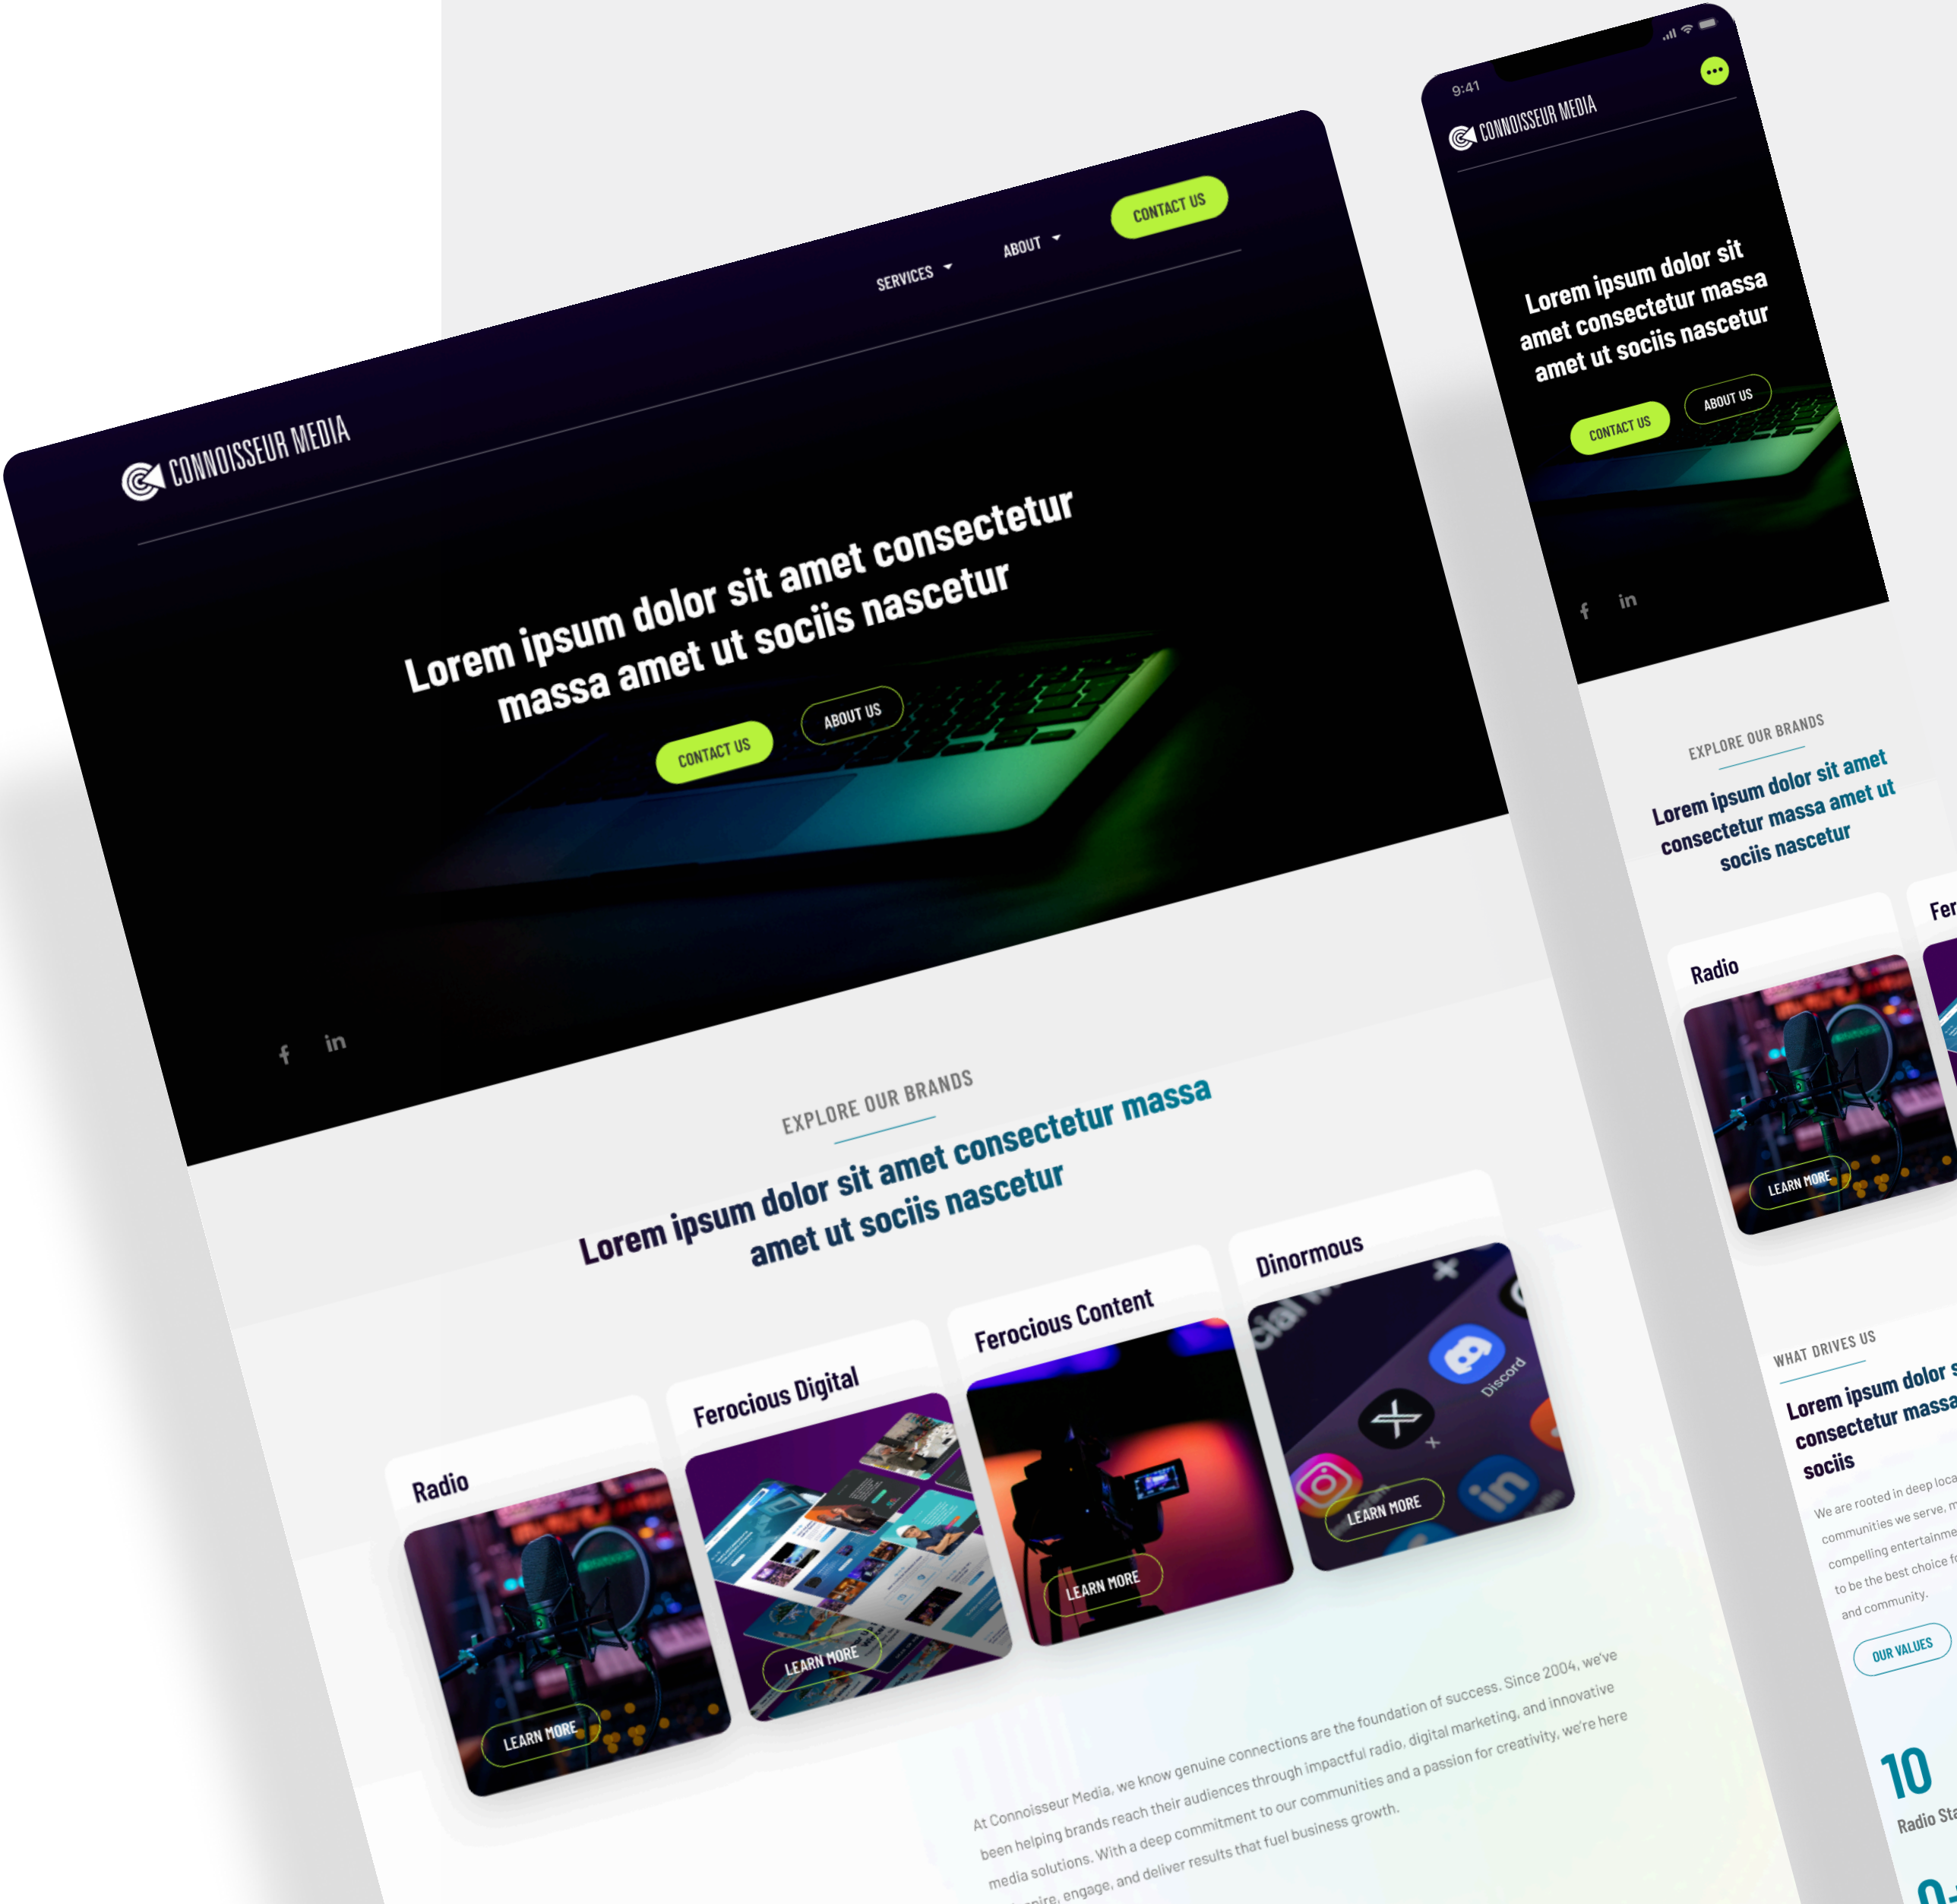 CONNOISSEUR MEDIA
SERVICES
ABOUT
CONTACT US
Lorem ipsum dolor sit amet consectetur
massa amet ut sociis nascetur
CONTACT US
ABOUT US
f
in
EXPLORE OUR BRANDS
Lorem ipsum dolor sit amet consectetur massa
amet ut sociis nascetur
Radio
LEARN MORE
Ferocious Digital
LEARN MORE
Ferocious Content
LEARN MORE
Dinormous
cial
Discord
X
in
LEARN MORE
At Connoisseur Media, we know genuine connections are the foundation of success. Since 2004, we've
been helping brands reach their audiences through impactful radio, digital marketing, and innovative
media solutions. With a deep commitment to our communities and a passion for creativity, we're here
engage, and deliver results that fuel business growth.
9:41
CONNOISSEUR MEDIA
Lorem ipsum dolor sit
amet consectetur massa
amet ut sociis nascetur
CONTACT US
ABOUT US
f
in
EXPLORE OUR BRANDS
Lorem ipsum dolor sit amet
consectetur massa amet ut
sociis nascetur
Radio
LEARN MORE
Fer
WHAT DRIVES US
Lorem ipsum dolor s
consectetur massa
sociis
We are rooted in deep loca
communities we serve, m
compelling entertainme
to be the best choice fo
and community.
OUR VALUES
10
Radio Sta